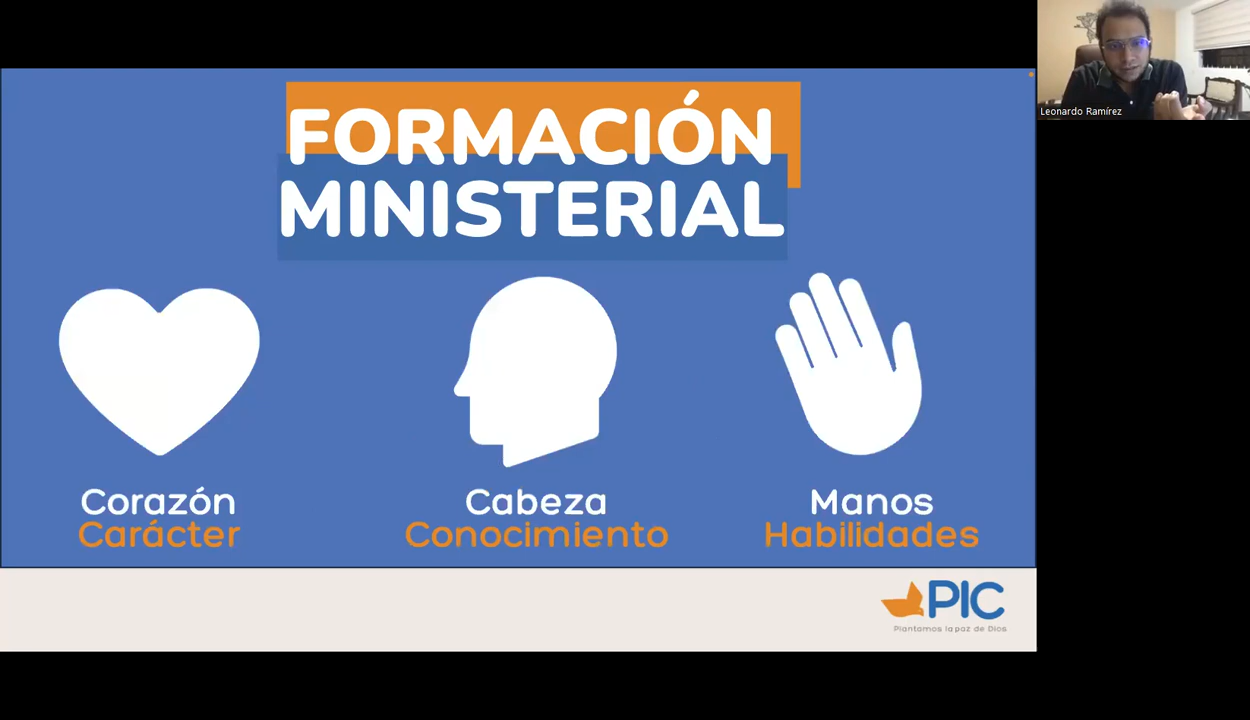 FORMACIÓN
MINISTERIAL
Corazón
Carácter
Cabeza
Conocimiento
Manos
Habilidades
PIC
Plantamos la paz de Dios
Leonardo Ramírez